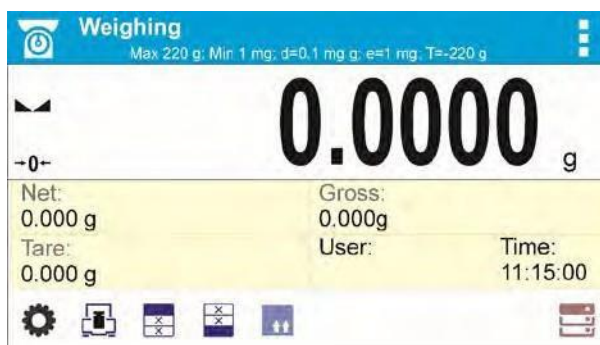 Weighing
Max 220 g; Min 1 mg; d=0.1 mg g; e=1 mg; T=-220 g
0.0000 g
→0←
Net:
0.000 g
Gross:
0.000g
Tare:
0.000 g
User:
Time:
11:15:00